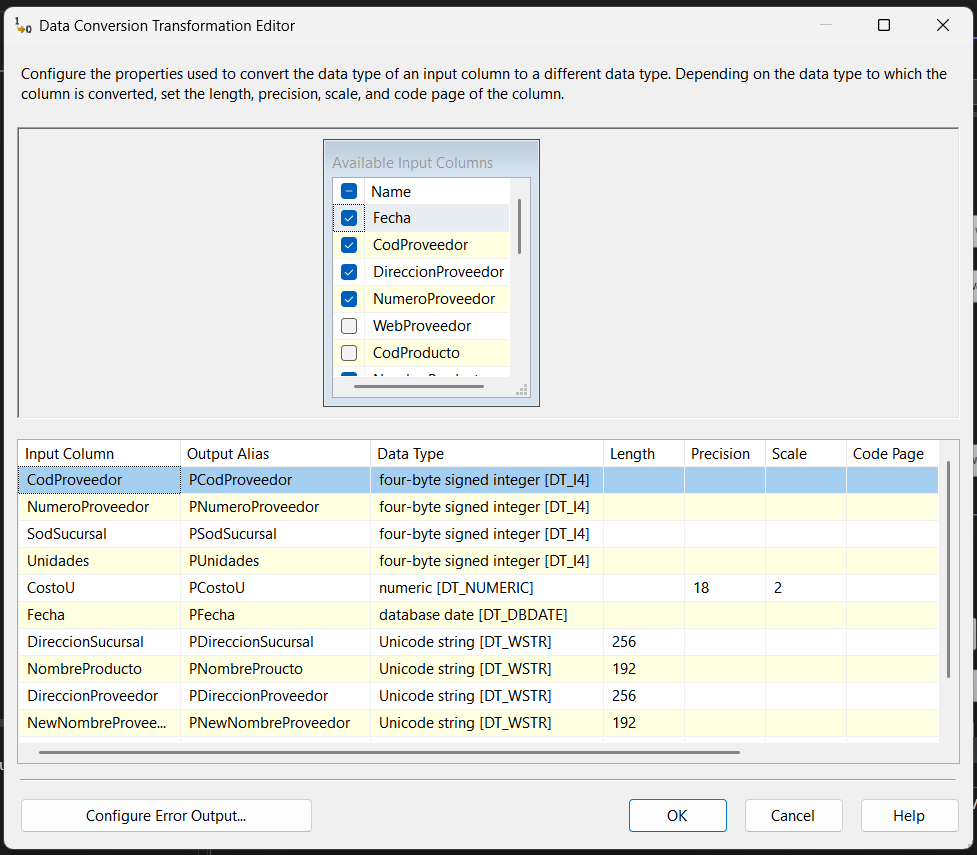 Data Conversion Transformation Editor
Configure the properties used to convert the data type of an input column to a different data type. Depending on the data type to which the
column is converted, set the length, precision, scale, and code page of the column.
Available Input Columns
Name
Fecha
CodProveedor
DireccionProveedor
NumeroProveedor
WebProveedor
CodProducto
Input Column Output Alias Data Type Length Precision Scale Code Page
CodProveedor PCodProveedor four-byte signed integer [DT_I4]
NumeroProveedor PNumeroProveedor four-byte signed integer [DT_I4]
SodSucursal PSodSucursal four-byte signed integer [DT_I4]
Unidades PUnidades four-byte signed integer [DT_I4]
CostoU PCostoU numeric [DT_NUMERIC] 18 2
Fecha PFecha database date [DT_DBDATE]
DireccionSucursal PDireccionSucursal Unicode string [DT_WSTR] 256
NombreProducto PNombreProucto Unicode string [DT_WSTR] 192
DireccionProveedor PDireccionProveedor Unicode string [DT_WSTR] 256
NewNombreProvee... PNewNombreProveedor Unicode string [DT_WSTR] 192
Configure Error Output... OK Cancel Help